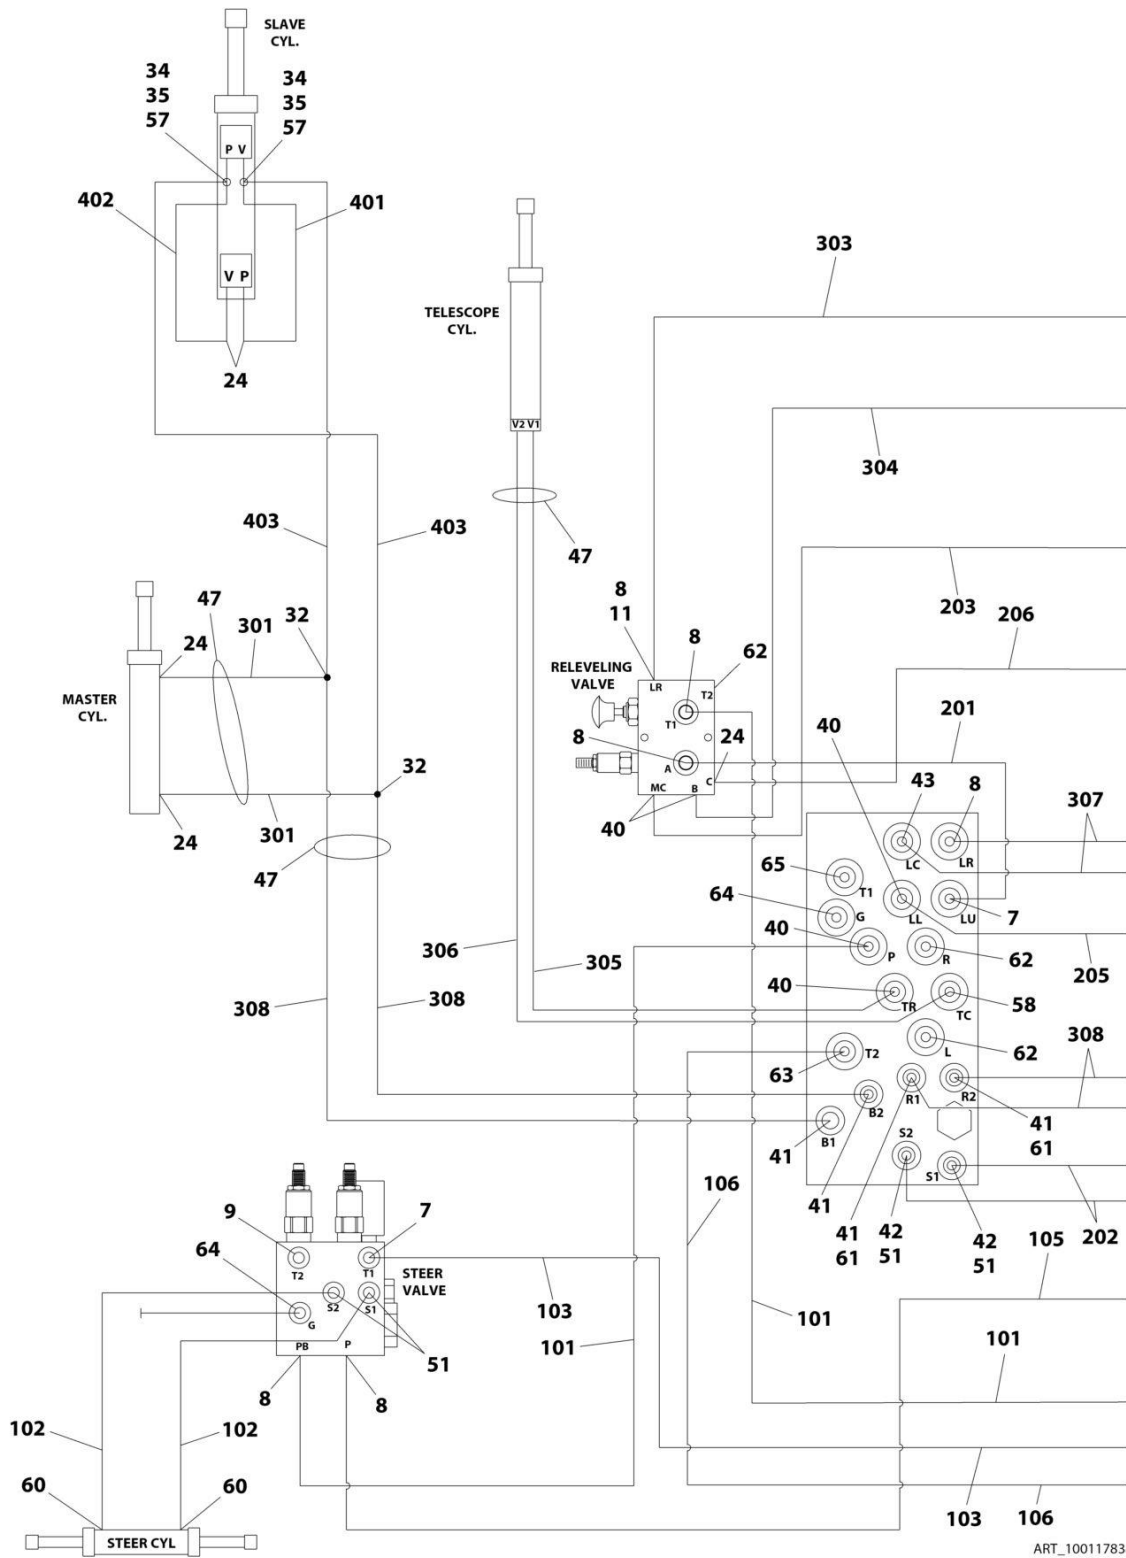 SLAVE
CYL.
34
35
57
34
35
57
P V
402
401
V P
24
TELESCOPE
CYL.
V2 V1
303
304
403
403
47
203
206
47
301
32
24
MASTER
CYL.
301
24
32
47
8
11
8
62
RELEVELING
VALVE
LR
T2
T1
8
A
24
C
MC
B
40
201
40
43
8
307
LC
LR
65
T1
64
G
LL
LU
7
40
P
R
62
205
306
305
40
TR
TC
58
308
308
308
T2
63
L
62
R1
R2
B2
41
B1
41
61
S2
S1
41
41
61
42
51
42
51
202
106
105
9
7
64
T2
T1
STEER
VALVE
S2
S1
G
103
101
101
PB
P
51
8
8
101
102
102
60
60
STEER CYL
103
106
ART_10011783